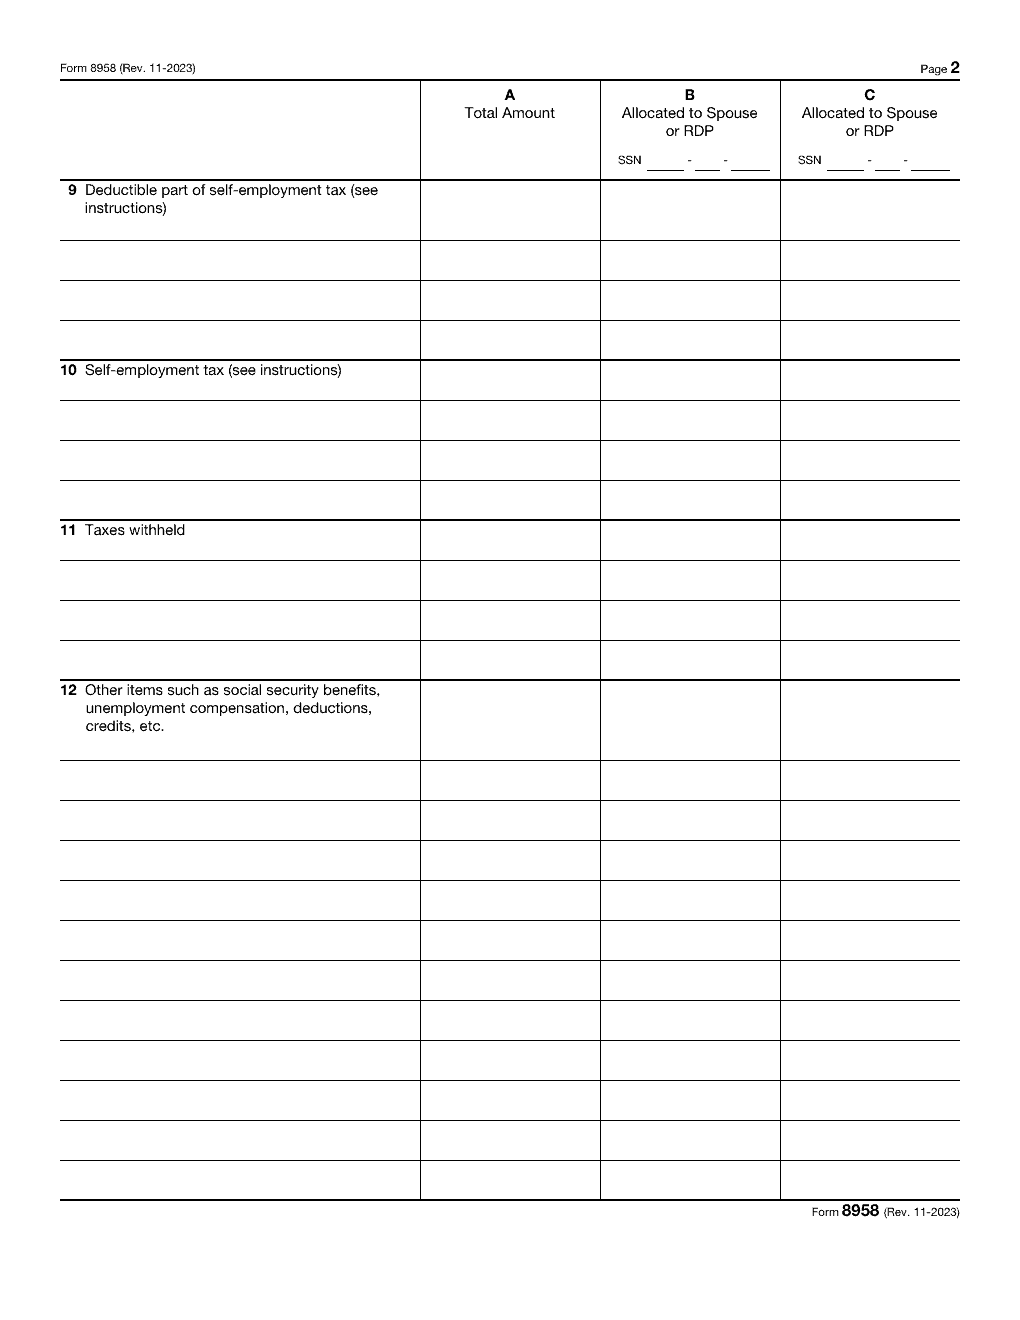 Form 8958 (Rev. 11-2023)
Page 2
A
Total Amount
B
Allocated to Spouse
or RDP
SSN - -
C
Allocated to Spouse
or RDP
SSN - -
9 Deductible part of self-employment tax (see
instructions)
10 Self-employment tax (see instructions)
11 Taxes withheld
12 Other items such as social security benefits,
unemployment compensation, deductions,
credits, etc.
Form 8958 (Rev. 11-2023)